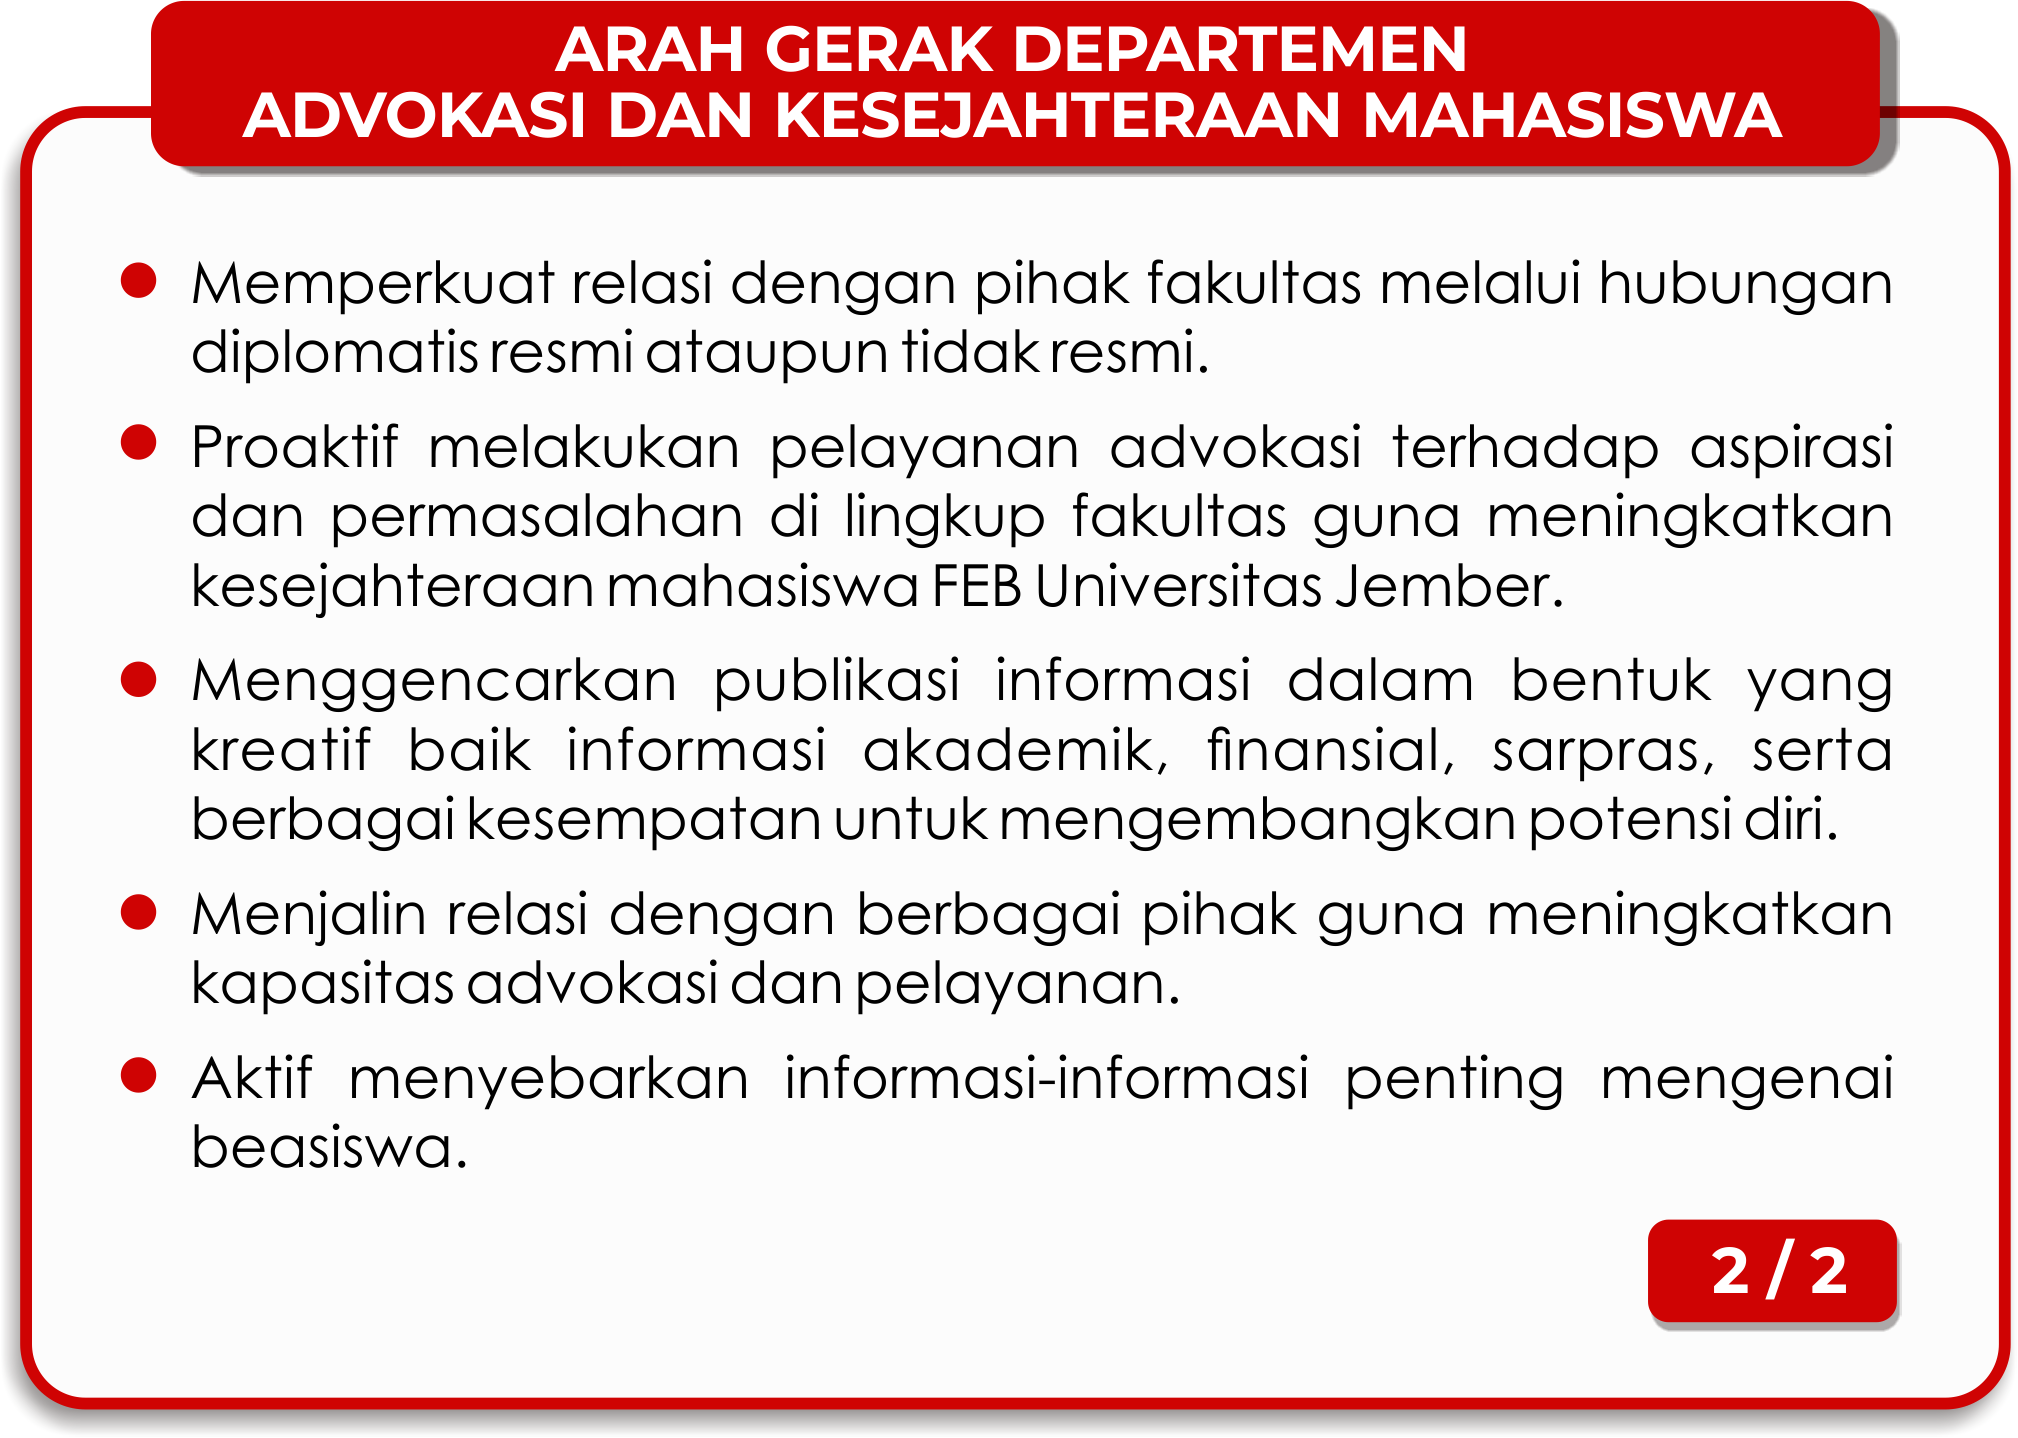 ARAH GERAK DEPARTEMEN
ADVOKASI DAN KESEJAHTERAAN MAHASISWA
Memperkuat relasi dengan pihak fakultas melalui hubungan
diplomatis resmi ataupun tidak resmi.
Proaktif melakukan pelayanan advokasi terhadap aspirasi
dan permasalahan di lingkup fakultas guna meningkatkan
kesejahteraan mahasiswa FEB Universitas Jember.
Menggencarkan publikasi informasi dalam bentuk yang
kreatif baik informasi akademik, finansial, sarpras, serta
berbagai kesempatan untuk mengembangkan potensi diri.
Menjalin relasi dengan berbagai pihak guna meningkatkan
kapasitas advokasi dan pelayanan.
Aktif menyebarkan informasi-informasi penting mengenai
beasiswa.
2 / 2